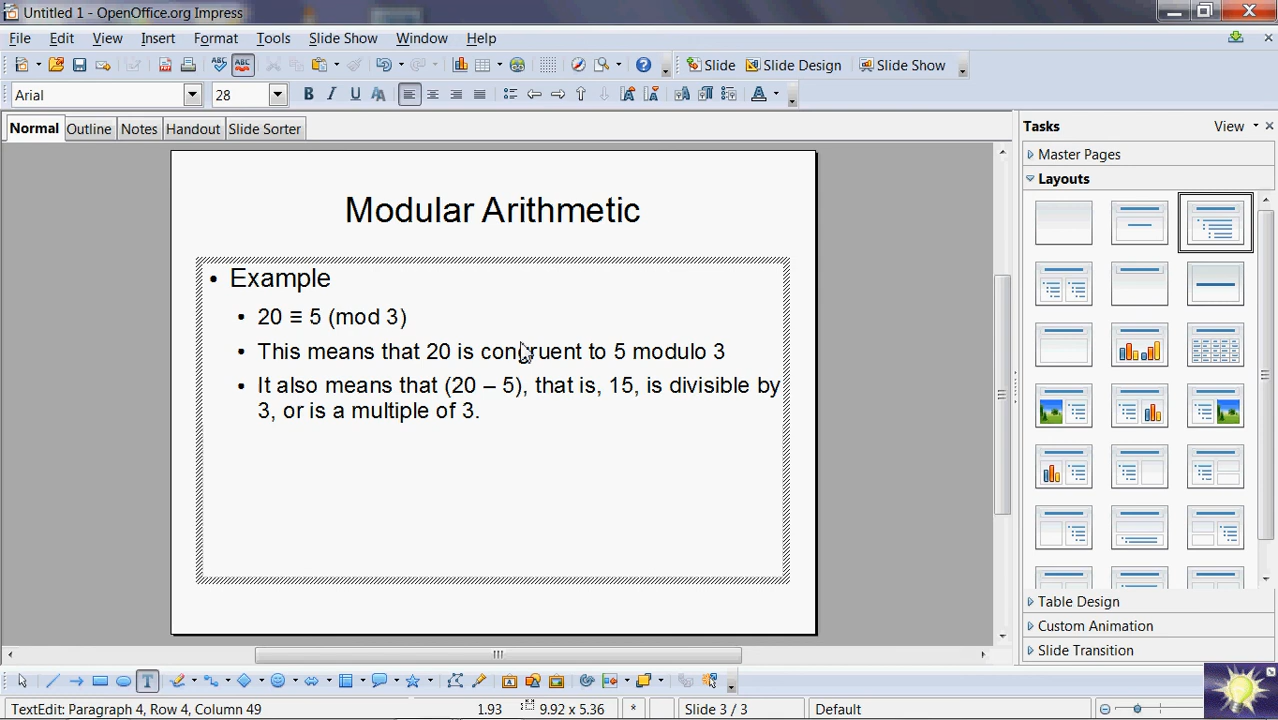 Untitled 1 - OpenOffice.org Impress
File Edit View Insert Format Tools Slide Show Window Help
Slide Slide Design Slide Show
Arial 28
Normal Outline Notes Handout Slide Sorter
Modular Arithmetic
• Example
• 20 ≡ 5 (mod 3)
• This means that 20 is congruent to 5 modulo 3
• It also means that (20 – 5), that is, 15, is divisible by
3, or is a multiple of 3.
Tasks View
Master Pages
Layouts
Table Design
Custom Animation
Slide Transition
TextEdit: Paragraph 4, Row 4, Column 49 1.93 9.92 x 5.36 * Slide 3 / 3 Default